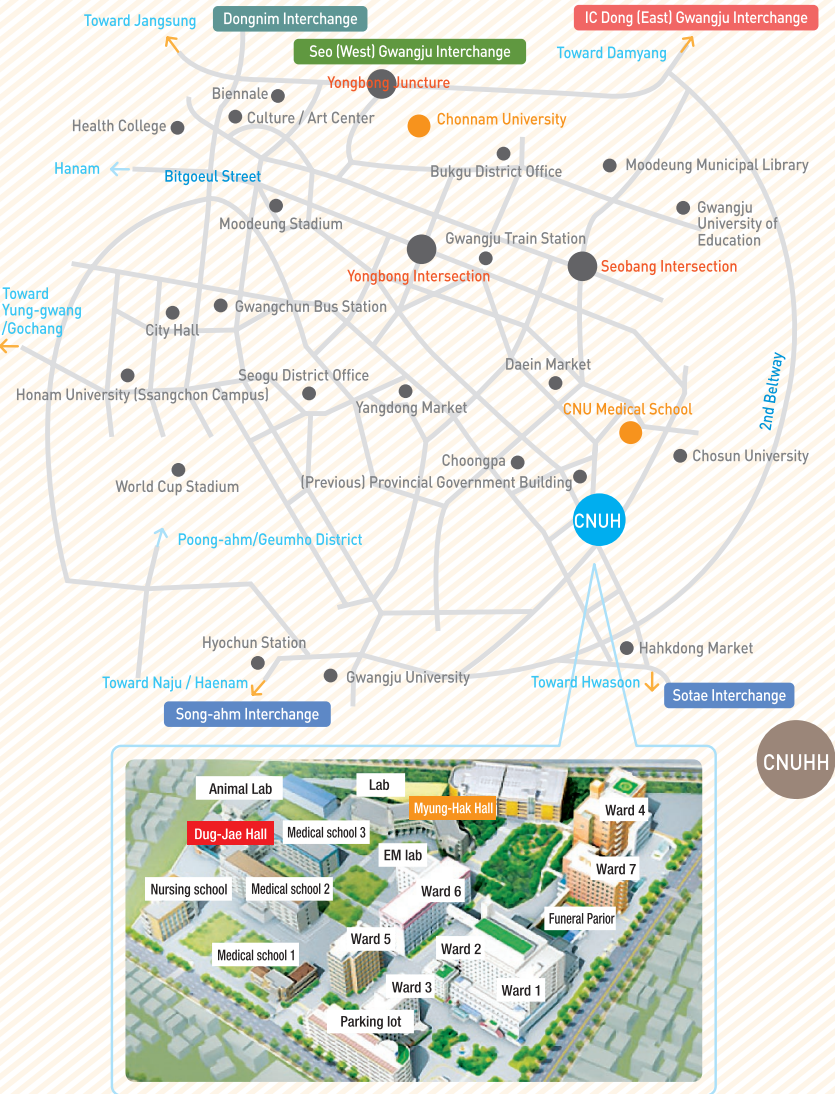 Toward Jangsung
Dongnim Interchange
IC Dong (East) Gwangju Interchange
Seo (West) Gwangju Interchange
Toward Damyang
Yongbong Juncture
Biennale
Culture / Art Center
Chonnam University
Health College
Bukgu District Office
Moodeung Municipal Library
Hanam
Bitgoeul Street
Moodeung Stadium
Gwangju
University of
Education
Gwangju Train Station
Yongbong Intersection
Seobang Intersection
Toward
Yung-gwang
/Gochang
Gwangchun Bus Station
City Hall
Daein Market
2nd Beltway
Seogu District Office
Honam University (Ssangchon Campus)
Yangdong Market
CNU Medical School
Choongpa
Chosun University
World Cup Stadium
(Previous) Provincial Government Building
CNUH
Poong-ahm/Geumho District
Hyochun Station
Hahkdong Market
Toward Naju / Haenam
Gwangju University
Toward Hwasoon
Sotae Interchange
Song-ahm Interchange
CNUHH
Animal Lab
Lab
Myung-Hak Hall
Ward 4
Dug-Jae Hall
Medical school 3
EM lab
Ward 7
Nursing school
Medical school 2
Ward 6
Funeral Parior
Ward 5
Ward 2
Medical school 1
Ward 3
Ward 1
Parking lot